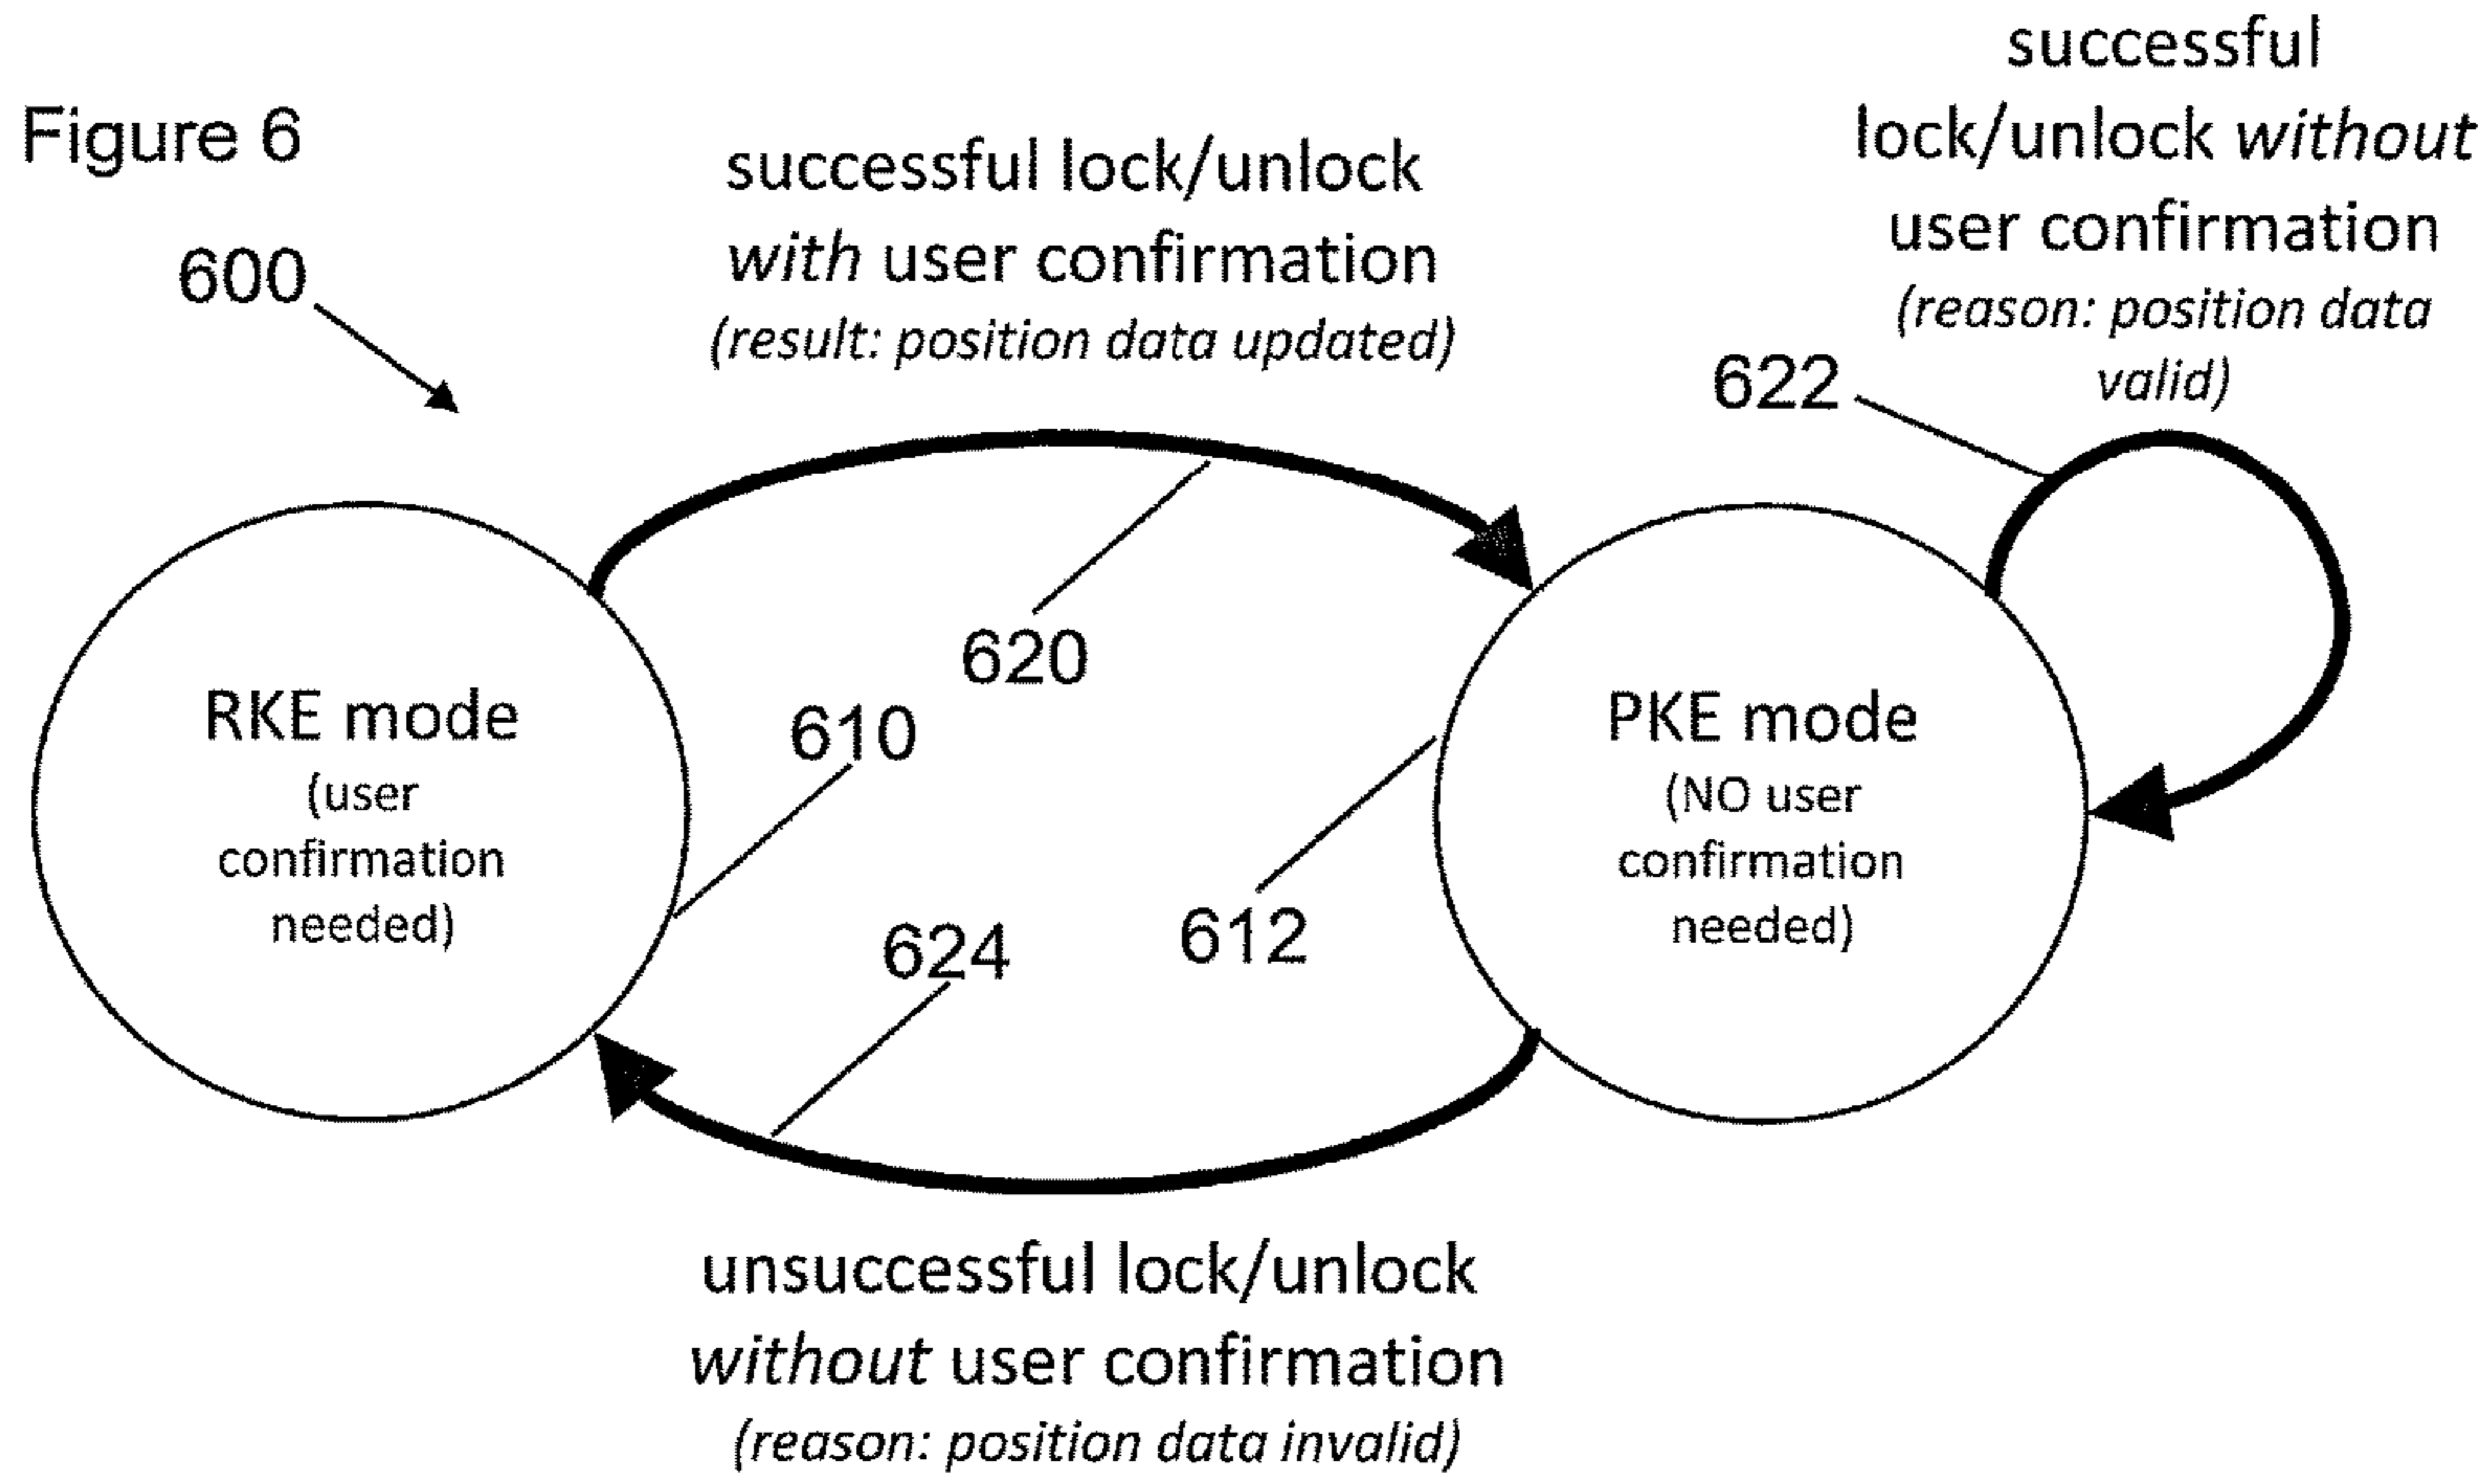 Figure 6
600
successful lock/unlock
with user confirmation
(result: position data updated)
successful
lock/unlock without
user confirmation
(reason: position data
valid)
622
620
RKE mode
(user
confirmation
needed)
610
624
612
PKE mode
(NO user
confirmation
needed)
unsuccessful lock/unlock
without user confirmation
(reason: position data invalid)